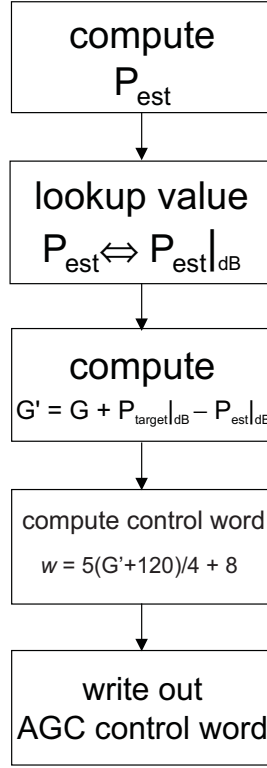 compute
P_est
lookup value
P_est ⇔ P_est|dB
compute
G' = G + P_target|dB – P_est|dB
compute control word
w = 5(G'+120)/4 + 8
write out
AGC control word